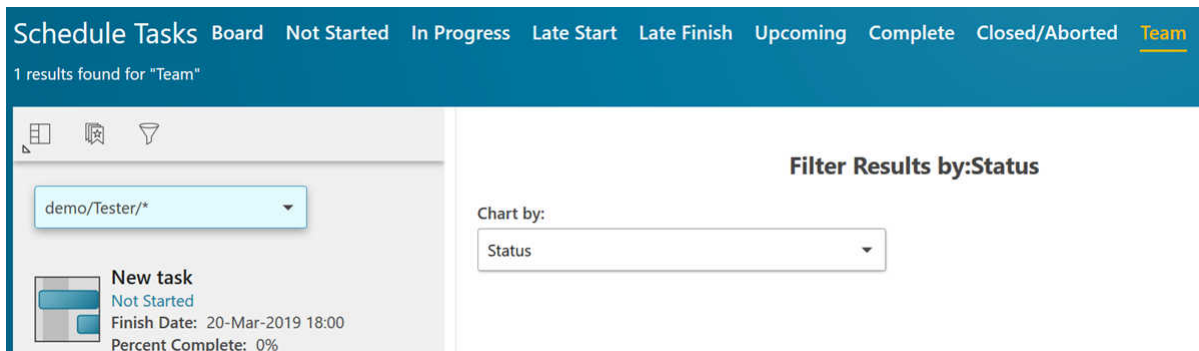 Schedule Tasks Board Not Started In Progress Late Start Late Finish Upcoming Complete Closed/Aborted Team
1 results found for "Team"
demo/Tester/*
New task
Not Started
Finish Date: 20-Mar-2019 18:00
Percent Complete: 0%
Filter Results by:Status
Chart by:
Status